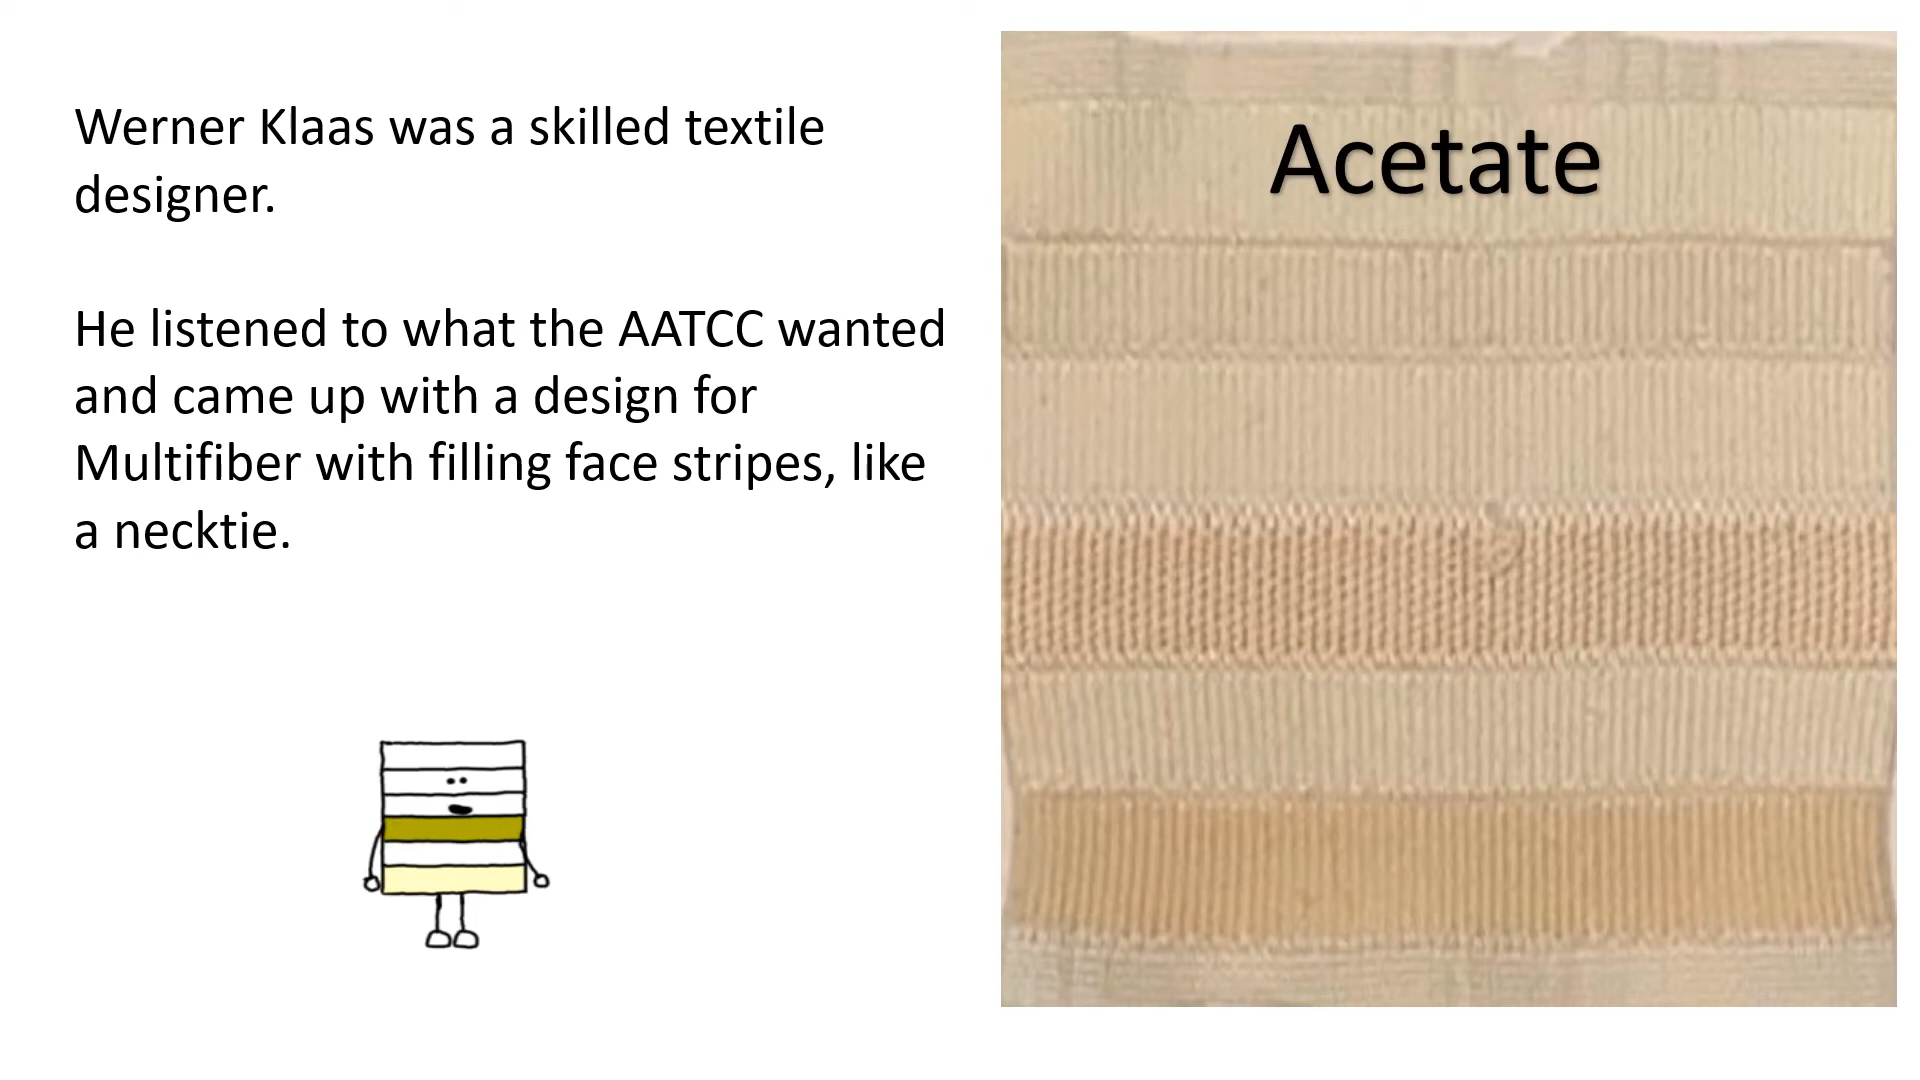 Werner Klaas was a skilled textile
designer.
He listened to what the AATCC wanted
and came up with a design for
Multifiber with filling face stripes, like
a necktie.
Acetate